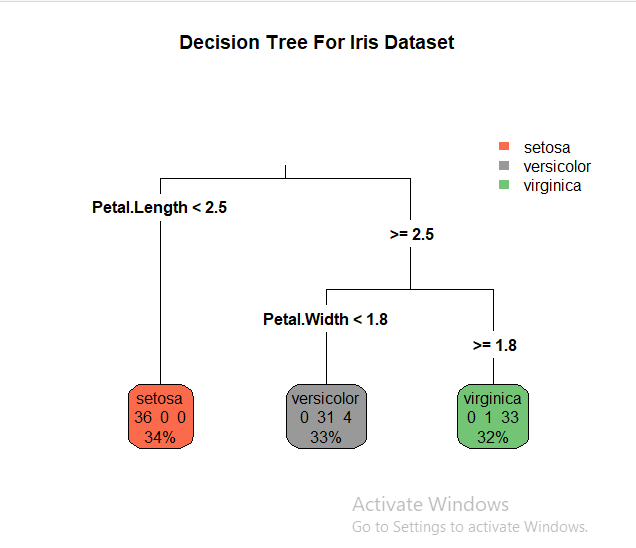 Decision Tree For Iris Dataset
setosa
versicolor
virginica
Petal.Length < 2.5
>= 2.5
Petal.Width < 1.8
>= 1.8
setosa
36 0 0
34%
versicolor
0 31 4
33%
virginica
0 1 33
32%
Activate Windows
Go to Settings to activate Windows.